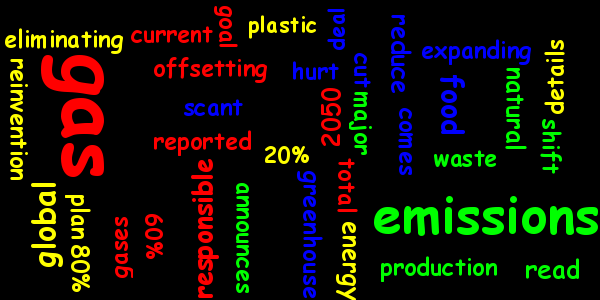 eliminating
current
goal
plastic
deal
reduce
expanding
details
reinvention
gas
offsetting
hurt
cut
food
natural
scant
2050
major
comes
shift
reported
20%
waste
global
plan
80%
gases
60%
responsible
announces
greenhouse
total
energy
emissions
production
read